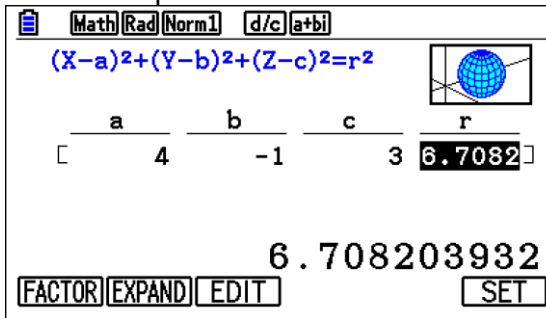 Math Rad Norm1 d/c a+bi
(X-a)²+(Y-b)²+(Z-c)²=r²
a b c r
[ 4 -1 3 6.7082 ]
6.708203932
FACTOR EXPAND EDIT SET